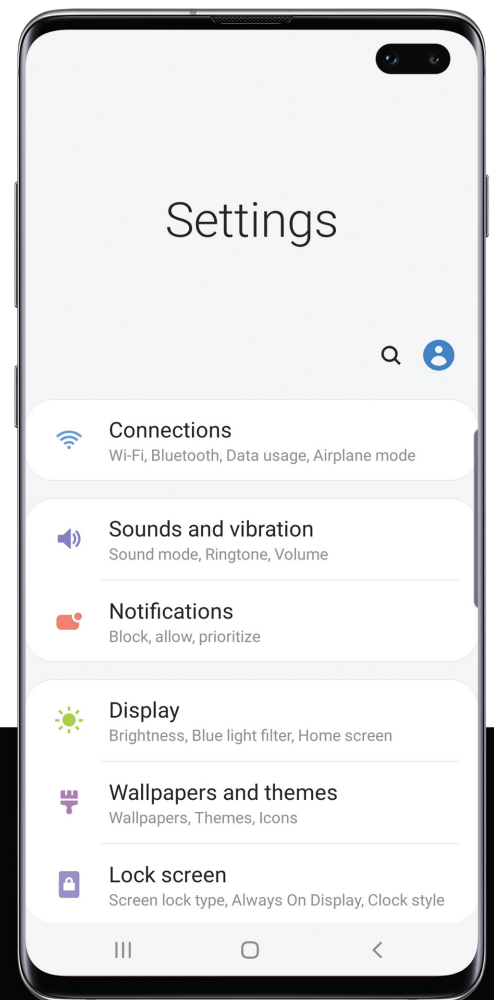 Settings
Connections
Wi-Fi, Bluetooth, Data usage, Airplane mode
Sounds and vibration
Sound mode, Ringtone, Volume
Notifications
Block, allow, prioritize
Display
Brightness, Blue light filter, Home screen
Wallpapers and themes
Wallpapers, Themes, Icons
Lock screen
Screen lock type, Always On Display, Clock style